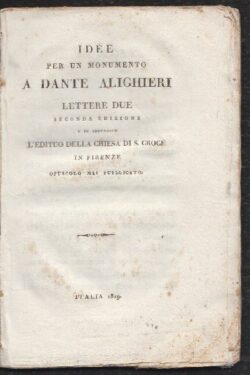 IDEE
PER UN MONUMENTO
A DANTE ALIGHIERI
LETTERE DUE
SECONDA EDIZIONE
E IN
L'EDITUO DELLA CHIESA DI S. CROCE
IN FIRENZE
OPUSCOLO MAI PUBBLICATO
ITALIA 1819.